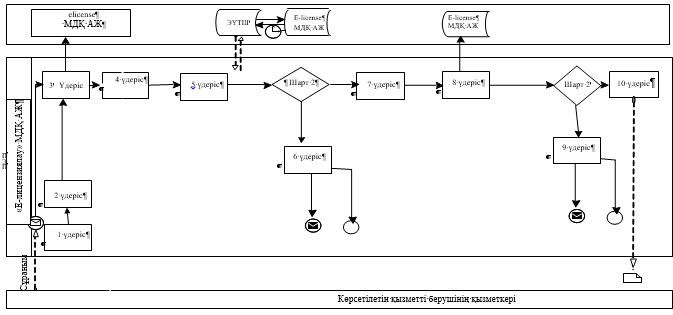 elicense¶
МДҚ·АЖ¶
ЭҮТШР
E-license¶
МДҚ·АЖ¶
E-license¶
МДҚ·АЖ¶
3¹ Үдеріс
4·үдеріс¶
5·үдеріс¶
¶Шарт·2¶
7·үдеріс¶
8·үдеріс¶
Шарт·2¶
10·үдеріс¶
6·үдеріс¶
9·үдеріс¶
2·үдеріс¶
1·үдеріс¶
«Е-лицензиялау»·МДҚ·АЖ¶
Сұраным
Көрсетілетін·қызметті·берушінің·қызметкері